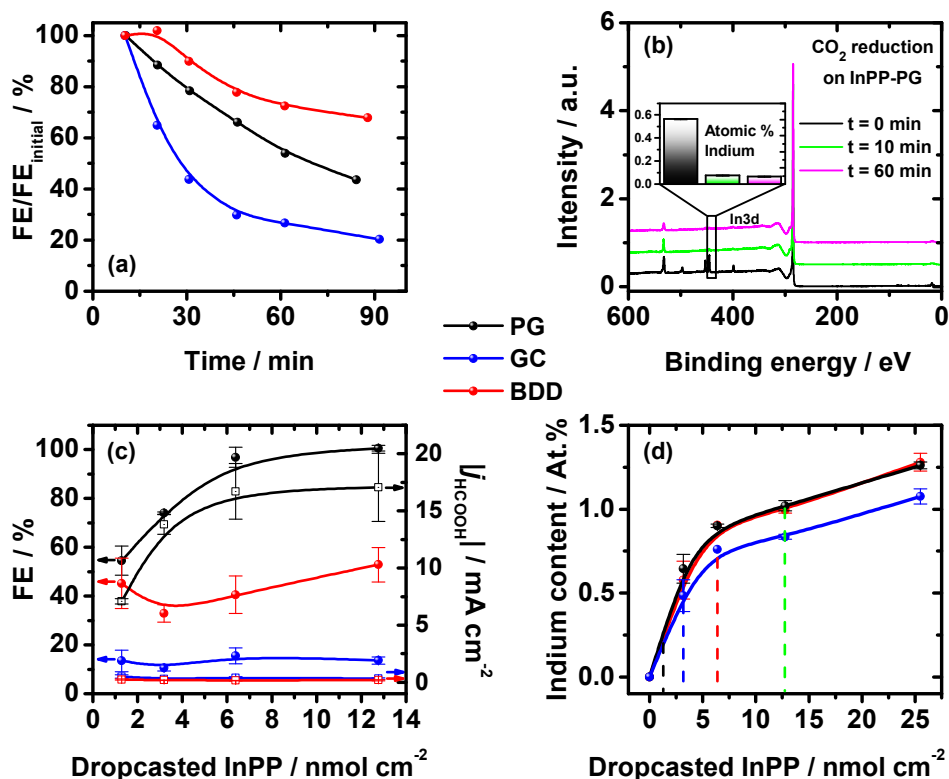 100
80
60
40
20
0
FE/FE_initial / %
(a)
0 30 60 90
Time / min
(b)
CO2 reduction
on InPP-PG
t = 0 min
t = 10 min
t = 60 min
6
4
2
0
Intensity / a.u.
0.6
0.4
0.2
0.0
Atomic %
Indium
In3d
600 400 200 0
Binding energy / eV
PG
GC
BDD
(c)
100
80
60
40
20
0
FE / %
20
15
10
5
0
|j_HCOOH| / mA cm-2
0 2 4 6 8 10 12 14
Dropcasted InPP / nmol cm-2
(d)
1.5
1.0
0.5
0.0
Indium content / At.%
0 5 10 15 20 25
Dropcasted InPP / nmol cm-2